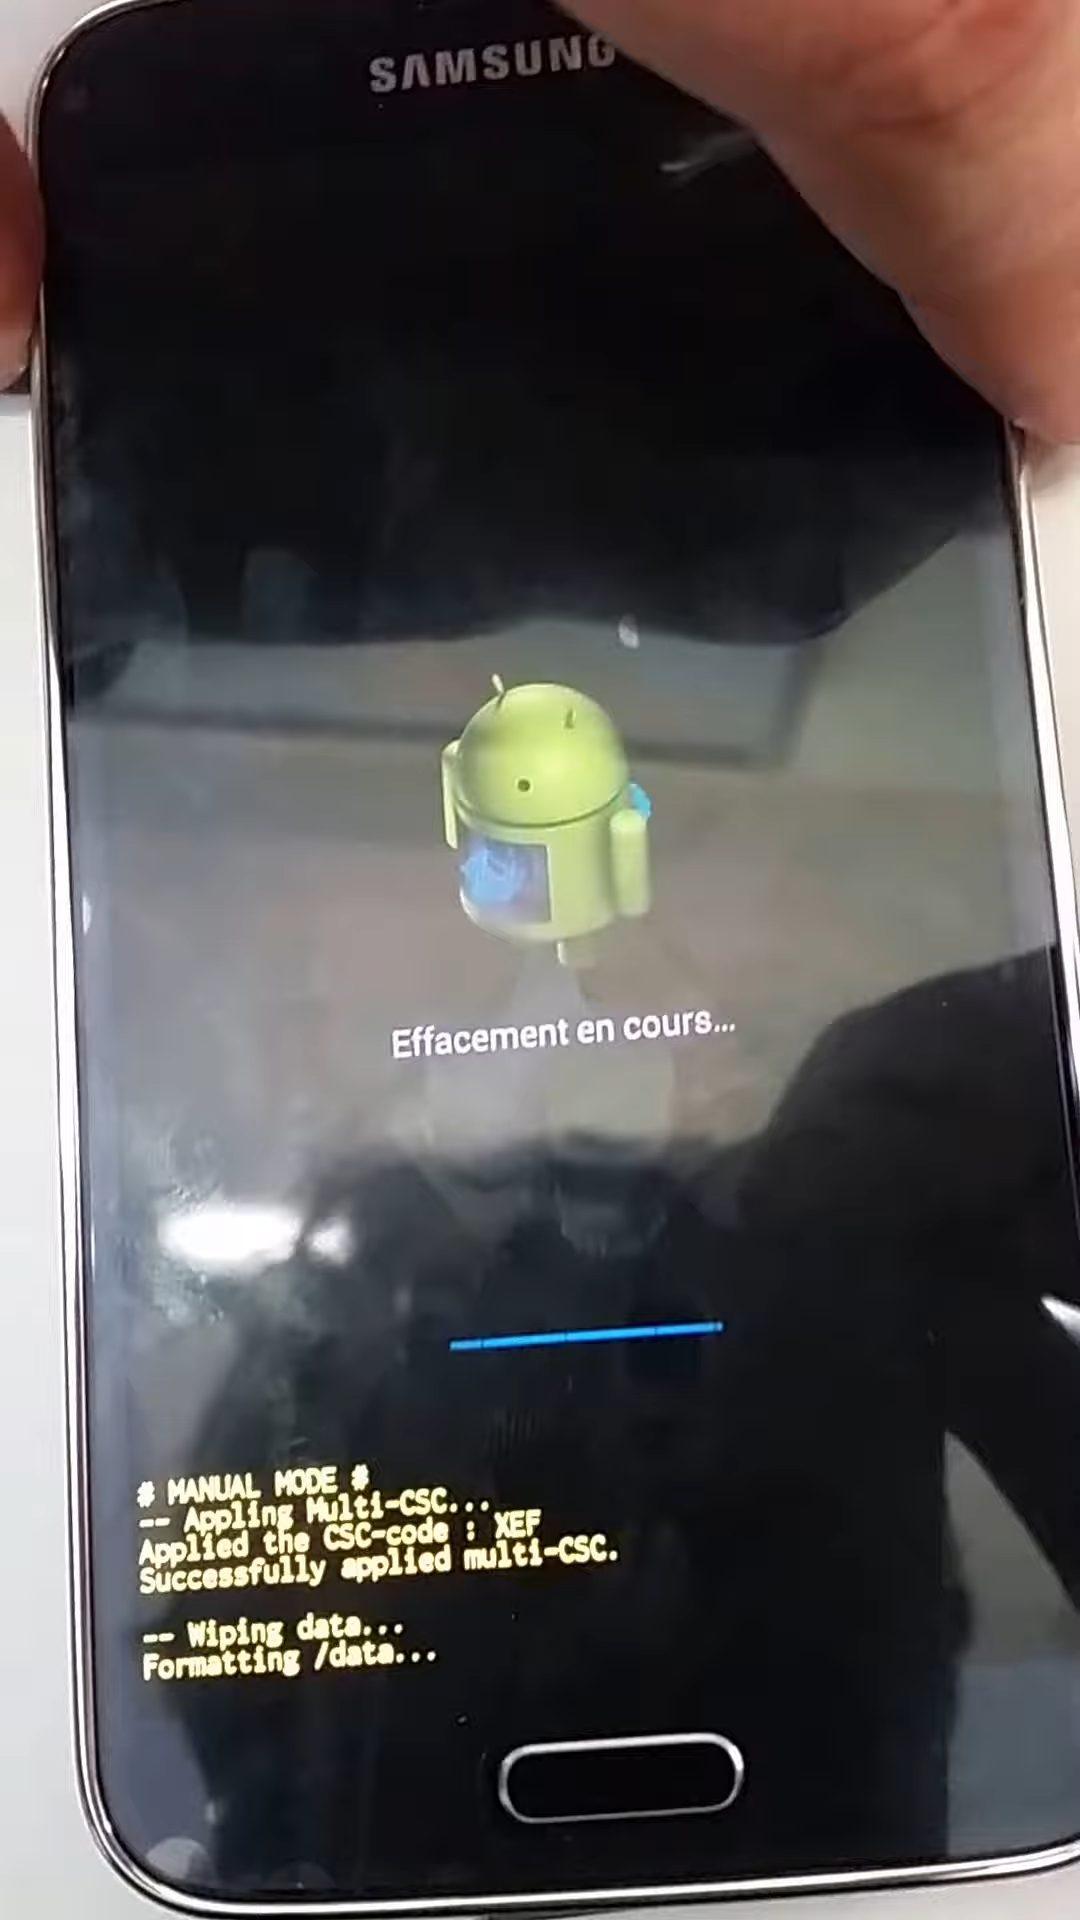 SAMSUNG
Effacement en cours...
# MANUAL MODE #
-- Appling Multi-CSC...
Applied the CSC-code : XEF
Successfully applied multi-CSC.
-- Wiping data...
Formatting /data...